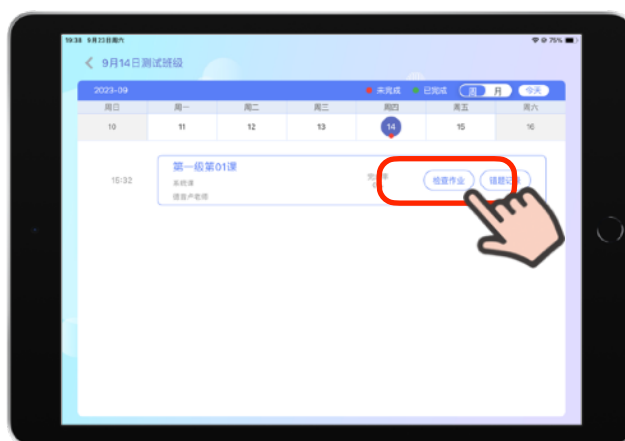 19:38 9月23日周六
75%
9月14日测试班级
2023-09 未完成 已完成 周 月 今天
周日 周一 周二 周三 周四 周五 周六
10 11 12 13 14 15 16
第一级第01课
15:32 系统课 检查作业 错题记